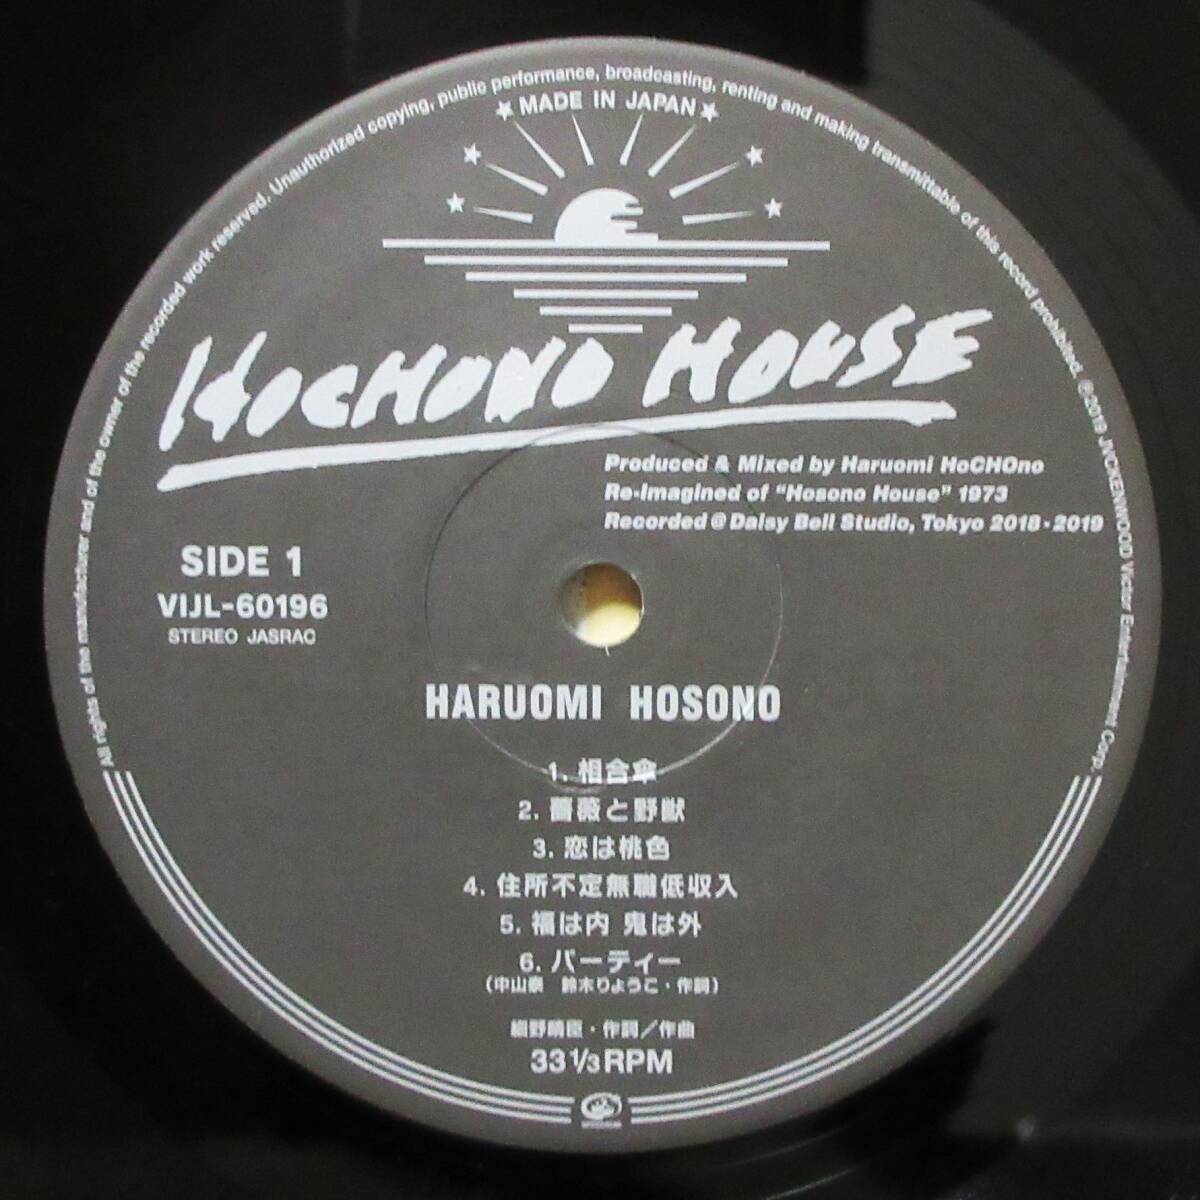 All rights of the manufacturer and of the owner of the recorded work reserved. Unauthorized copying, public performance, broadcasting, renting and making transmittable of this record prohibited. ℗2019 JVCKENWOOD Victor Entertainment Corp.
★MADE IN JAPAN★
HOCHONO HOUSE
Produced & Mixed by Haruomi HoCHOno
Re-Imagined of "Hosono House" 1973
Recorded @ Daisy Bell Studio, Tokyo 2018・2019
SIDE 1
VIJL-60196
STEREO JASRAC
HARUOMI HOSONO
1. 相合傘
2. 薔薇と野獣
3. 恋は桃色
4. 住所不定無職低収入
5. 福は内 鬼は外
6. パーティー
(中山泰 鈴木りょうこ・作詞)
細野晴臣・作詞/作曲
33 1/3 RPM